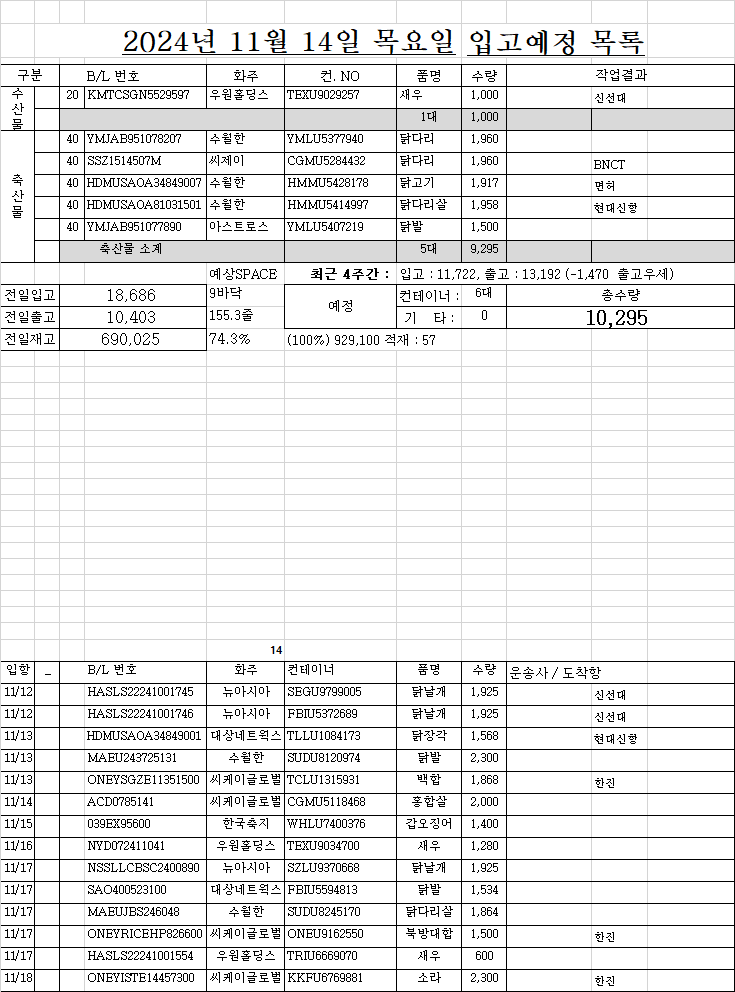 2024년 11월 14일 목요일 입고예정 목록
구분 B/L 번호 화주 컨. NO 품명 수량 작업결과
수산물 20 KMTCSGN5529597 우원홀딩스 TEXU9029257 새우 1,000 신선대
1대 1,000
축산물 40 YMJAB951078207 수월한 YMLU5377940 닭다리 1,960
40 SSZ1514507M 씨제이 CGMU5284432 닭다리 1,960 BNCT
40 HDMUSAOA34849007 수월한 HMMU5428178 닭고기 1,917 면허
40 HDMUSAOA81031501 수월한 HMMU5414997 닭다리살 1,958 현대신항
40 YMJAB951077890 아스트로스 YMLU5407219 닭발 1,500
축산물 소계 5대 9,295
예상SPACE 최근 4주간 : 입고 : 11,722, 출고 : 13,192 (-1,470 출고우세)
전일입고 18,686 9바닥 예정 컨테이너 : 6대 총수량
전일출고 10,403 155.3줄 기 타 : 0 10,295
전일재고 690,025 74.3% (100%) 929,100 적재 : 57
14
입항 _ B/L 번호 화주 컨테이너 품명 수량 운송사 / 도착항
11/12 HASLS22241001745 뉴아시아 SEGU9799005 닭날개 1,925 신선대
11/12 HASLS22241001746 뉴아시아 FBIU5372689 닭날개 1,925 신선대
11/13 HDMUSAOA34849001 대상네트웍스 TLLU1084173 닭장각 1,568 현대신항
11/13 MAEU243725131 수월한 SUDU8120974 닭발 2,300
11/13 ONEYSGZE11351500 씨케이글로벌 TCLU1315931 백합 1,868 한진
11/14 ACD0785141 씨케이글로벌 CGMU5118468 홍합살 2,000
11/15 039EX95600 한국축지 WHLU7400376 갑오징어 1,400
11/16 NYD072411041 우원홀딩스 TEXU9034700 새우 1,280
11/17 NSSLLCBSC2400890 뉴아시아 SZLU9370668 닭날개 1,925
11/17 SAO400523100 대상네트웍스 FBIU5594813 닭발 1,534
11/17 MAEUJBS246048 수월한 SUDU8245170 닭다리살 1,864
11/17 ONEYRICEHP826600 씨케이글로벌 ONEU9162550 북방대합 1,500 한진
11/17 HASLS22241001554 우원홀딩스 TRIU6669070 새우 600
11/18 ONEYISTE14457300 씨케이글로벌 KKFU6769881 소라 2,300 한진